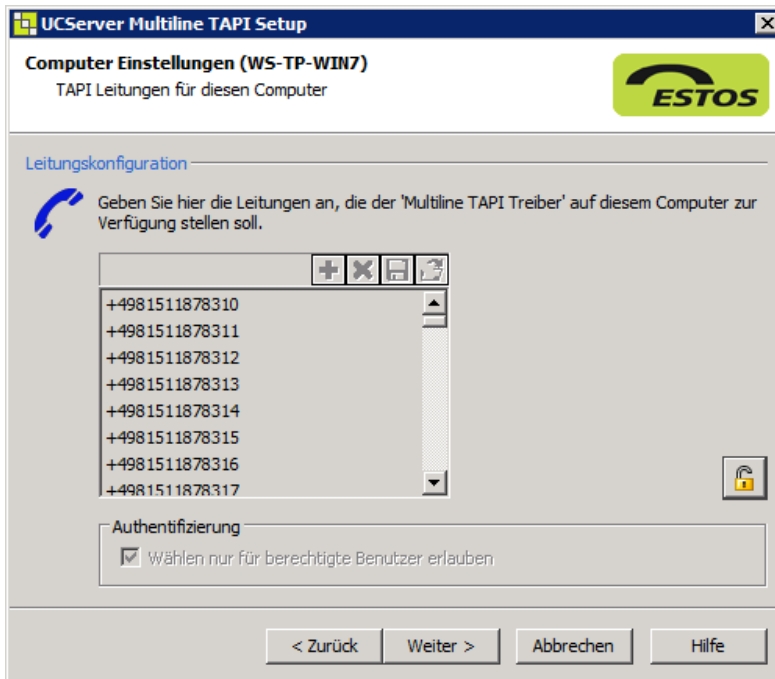 UCServer Multiline TAPI Setup
Computer Einstellungen (WS-TP-WIN7)
TAPI Leitungen für diesen Computer
ESTOS
Leitungskonfiguration
Geben Sie hier die Leitungen an, die der 'Multiline TAPI Treiber' auf diesem Computer zur
Verfügung stellen soll.
+4981511878310
+4981511878311
+4981511878312
+4981511878313
+4981511878314
+4981511878315
+4981511878316
+4981511878317
Authentifizierung
Wählen nur für berechtigte Benutzer erlauben
< Zurück
Weiter >
Abbrechen
Hilfe